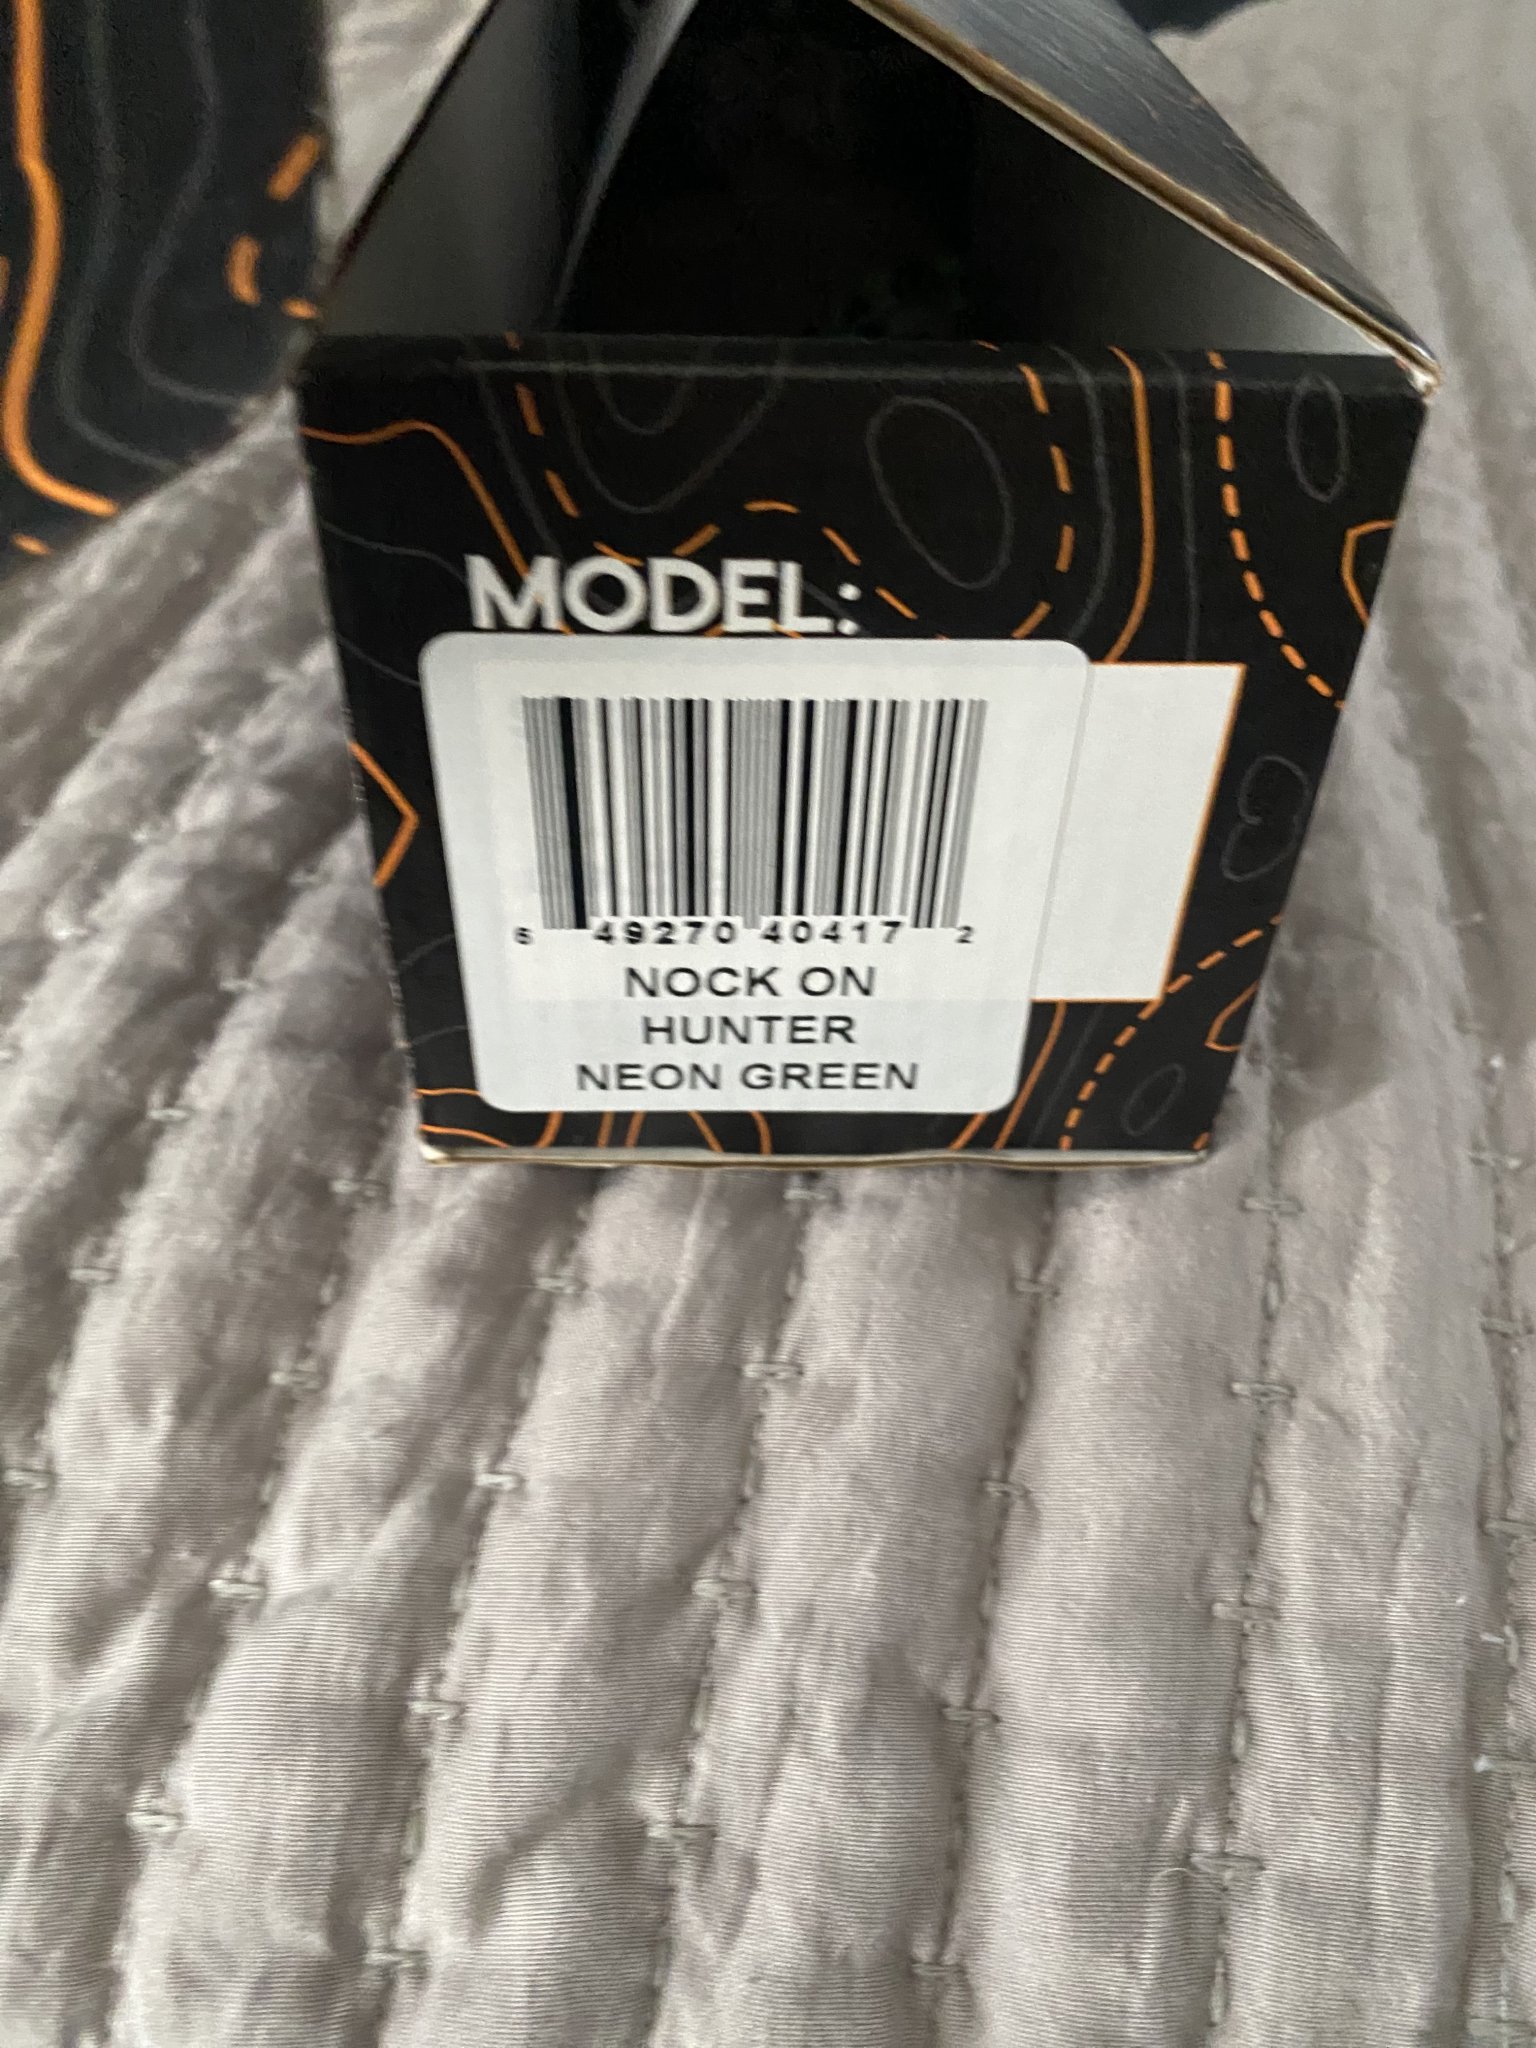 MODEL:
6 49270 40417 2
NOCK ON
HUNTER
NEON GREEN